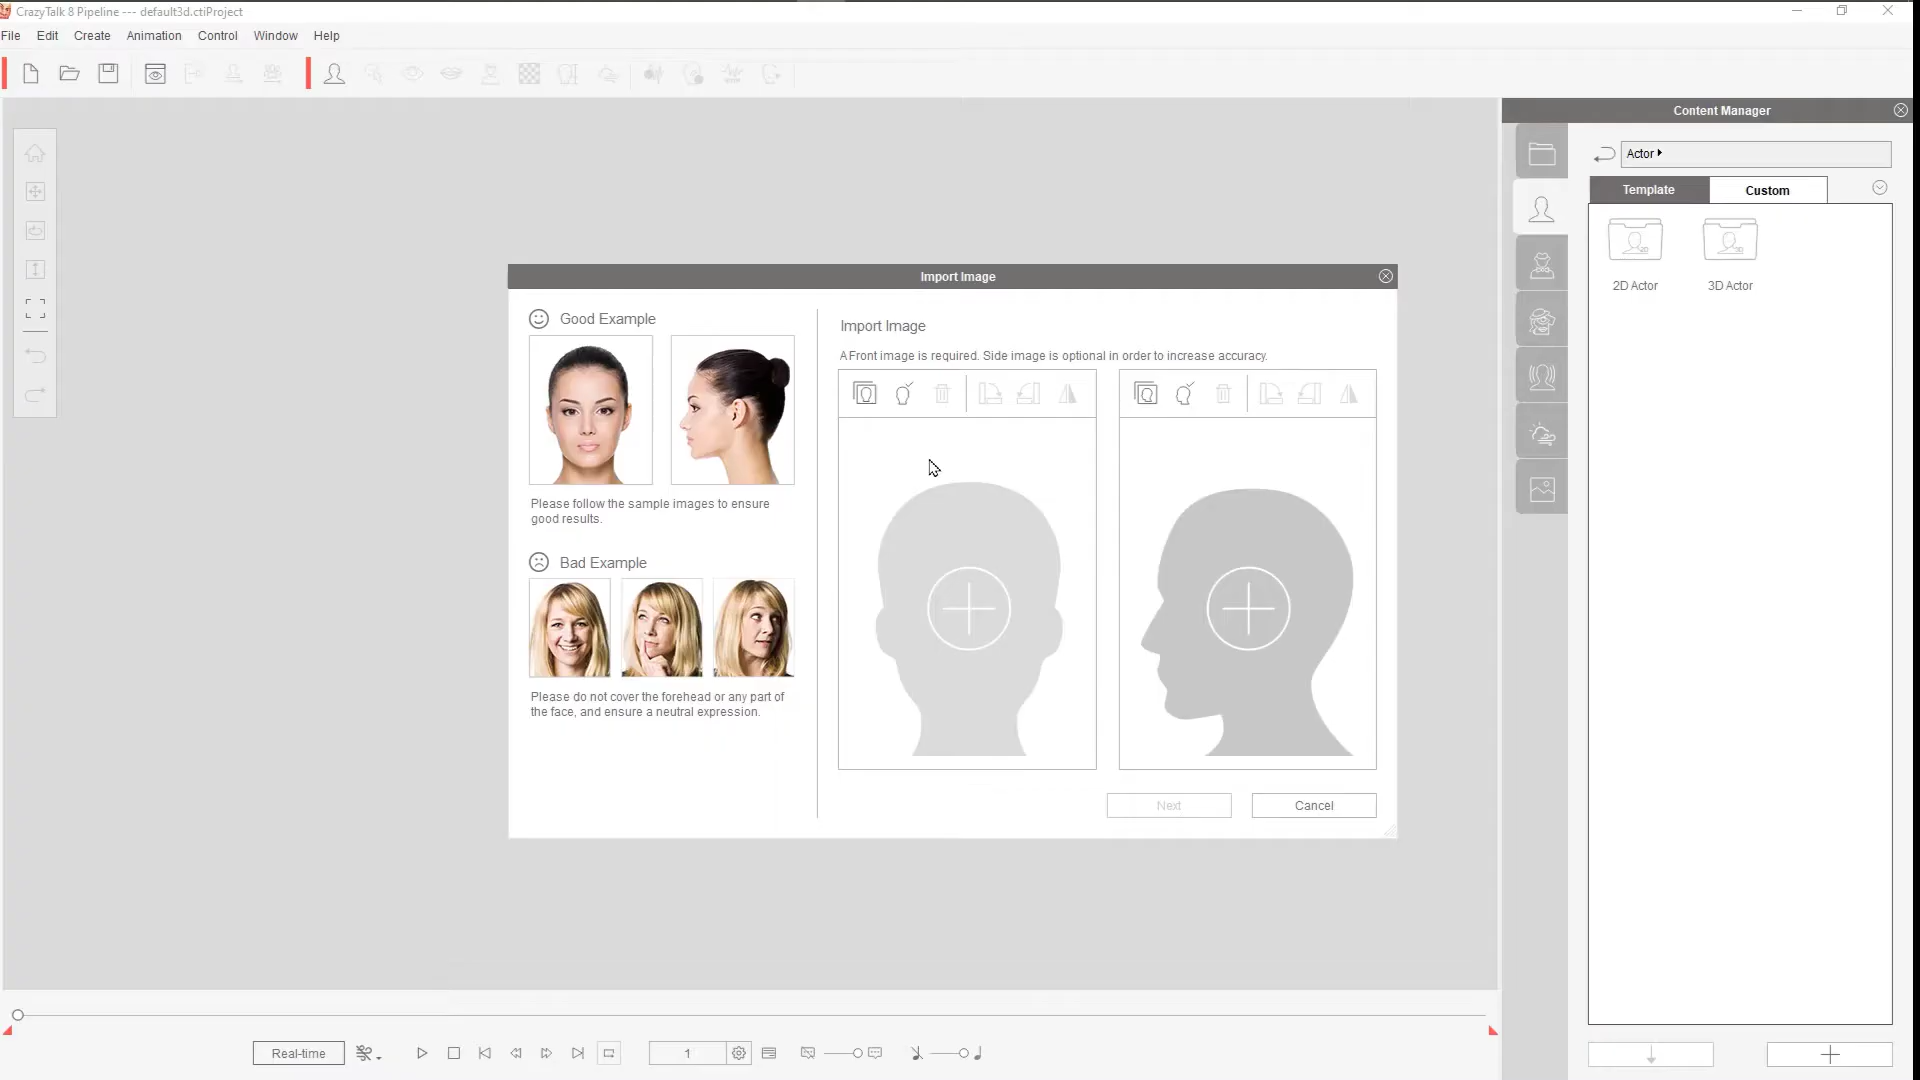 CrazyTalk 8 Pipeline --- default3d.ctiProject
File Edit Create Animation Control Window Help
Content Manager
Actor
Template Custom
2D Actor 3D Actor
Import Image
Good Example
Please follow the sample images to ensure
good results.
Bad Example
Please do not cover the forehead or any part of
the face, and ensure a neutral expression.
Import Image
A Front image is required. Side image is optional in order to increase accuracy.
Next Cancel
Real-time
1